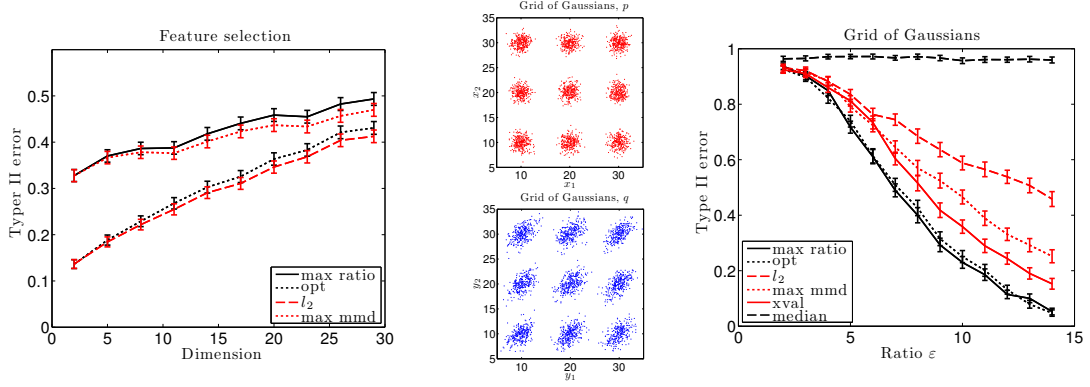 Feature selection
Typer II error
0.5
0.4
0.3
0.2
0.1
0
0 5 10 15 20 25 30
Dimension
max ratio
opt
l2
max mmd
Grid of Gaussians, p
x2
35
30
25
20
15
10
5
10 20 30
x1
Grid of Gaussians, q
y2
35
30
25
20
15
10
5
10 20 30
y1
Grid of Gaussians
Type II error
1
0.8
0.6
0.4
0.2
0
0 5 10 15
Ratio ε
max ratio
opt
l2
max mmd
xval
median